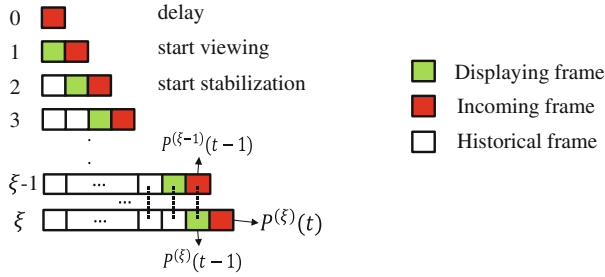 0 delay
1 start viewing
2 start stabilization
3
Displaying frame
Incoming frame
Historical frame
.
.
P^(ξ−1)(t−1)
ξ-1 ...
...
ξ ...
P^(ξ)(t)
P^(ξ)(t−1)